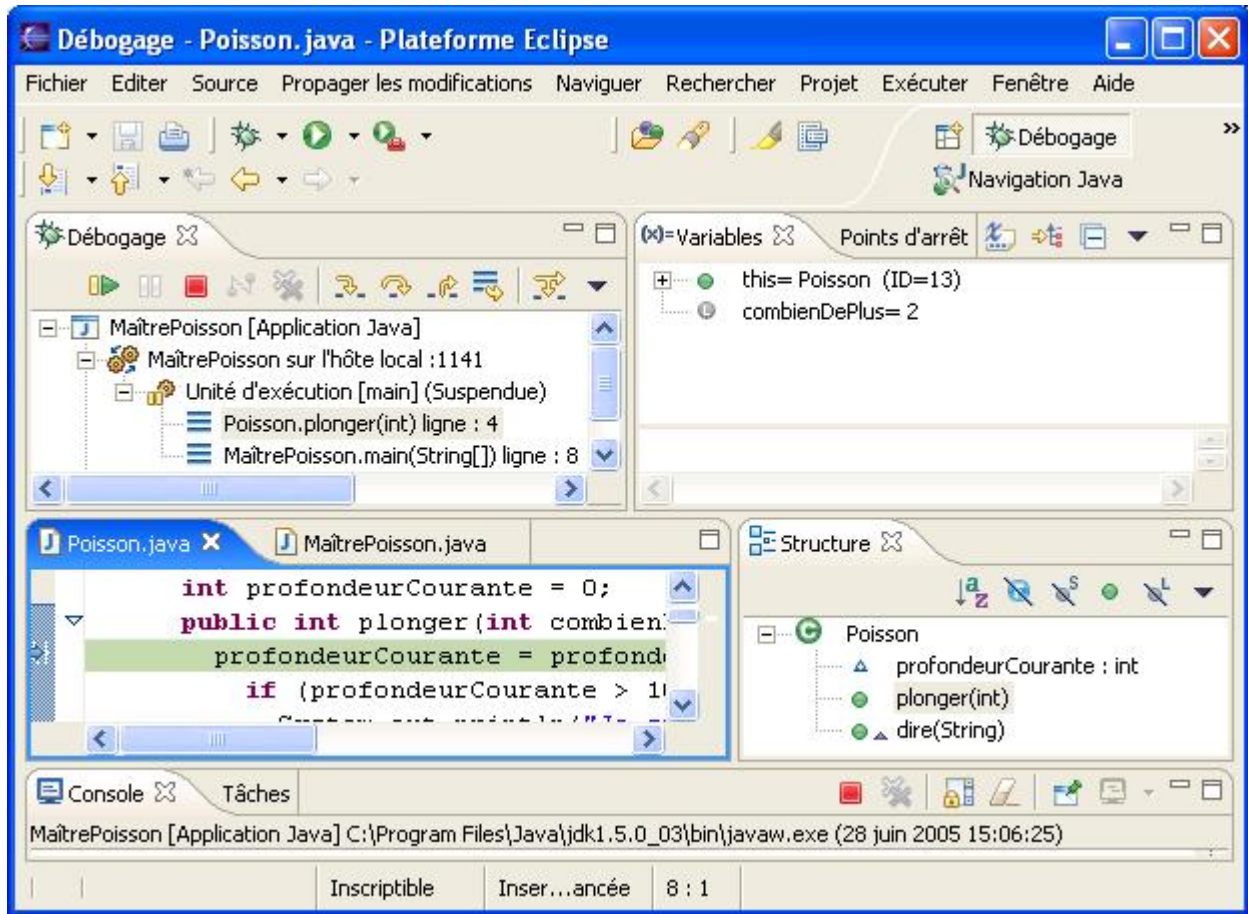 Débogage - Poisson.java - Plateforme Eclipse
Fichier Editer Source Propager les modifications Naviguer Rechercher Projet Exécuter Fenêtre Aide
Débogage
Navigation Java
Débogage
Variables Points d'arrêt
MaîtrePoisson [Application Java]
MaîtrePoisson sur l'hôte local :1141
Unité d'exécution [main] (Suspendue)
Poisson.plonger(int) ligne : 4
MaîtrePoisson.main(String[]) ligne : 8
this= Poisson (ID=13)
combienDePlus= 2
Poisson.java MaîtrePoisson.java
int profondeurCourante = 0;
public int plonger(int combien
profondeurCourante = profond
if (profondeurCourante > 1
Structure
Poisson
profondeurCourante : int
plonger(int)
dire(String)
Console Tâches
MaîtrePoisson [Application Java] C:\Program Files\Java\jdk1.5.0_03\bin\javaw.exe (28 juin 2005 15:06:25)
Inscriptible Inser...ancée 8 : 1